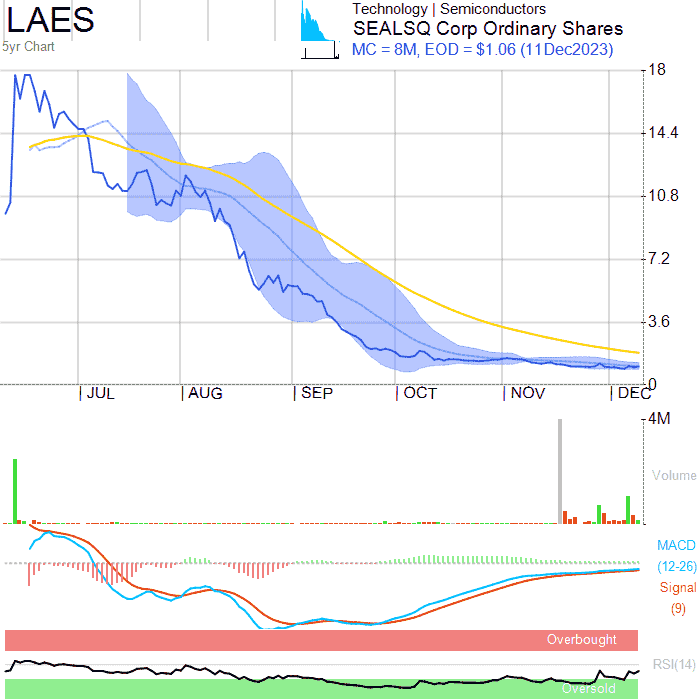 LAES
5yr Chart
Technology | Semiconductors
SEALSQ Corp Ordinary Shares
MC = 8M, EOD = $1.06 (11Dec2023)
18
14.4
10.8
7.2
3.6
0
JUL AUG SEP OCT NOV DEC
4M
Volume
MACD
(12-26)
Signal
(9)
Overbought
RSI(14)
Oversold